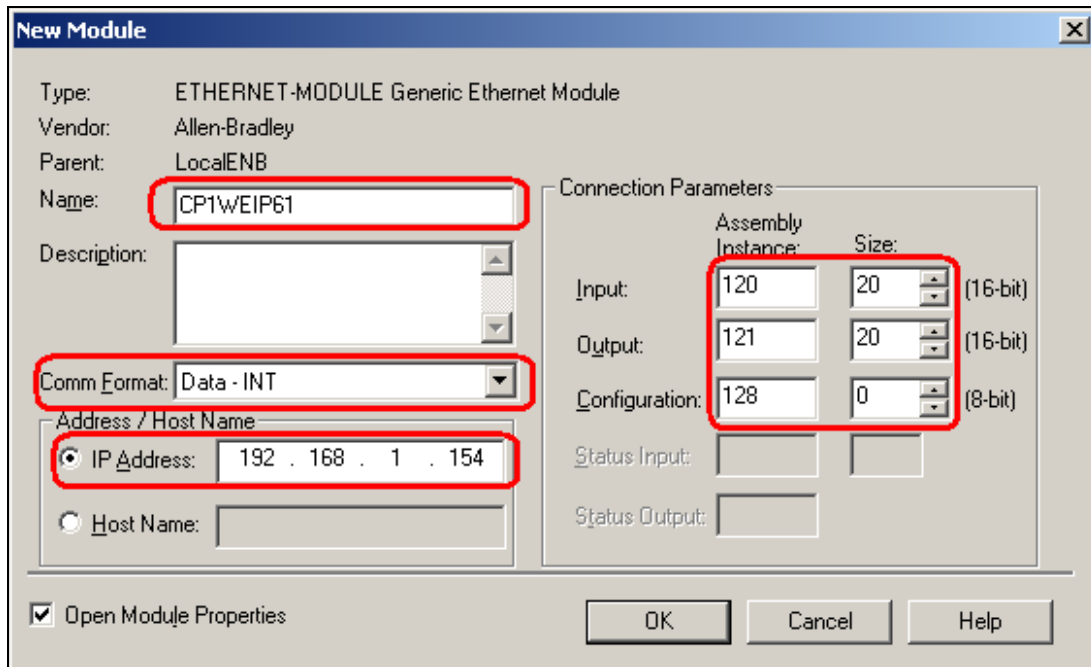 New Module
Type: ETHERNET-MODULE Generic Ethernet Module
Vendor: Allen-Bradley
Parent: LocalENB
Name: CP1WEIP61
Description:
Comm Format: Data - INT
Address / Host Name
IP Address: 192 . 168 . 1 . 154
Host Name:
Connection Parameters
Assembly
Instance: Size:
Input: 120 20 (16-bit)
Output: 121 20 (16-bit)
Configuration: 128 0 (8-bit)
Status Input:
Status Output:
Open Module Properties
OK Cancel Help